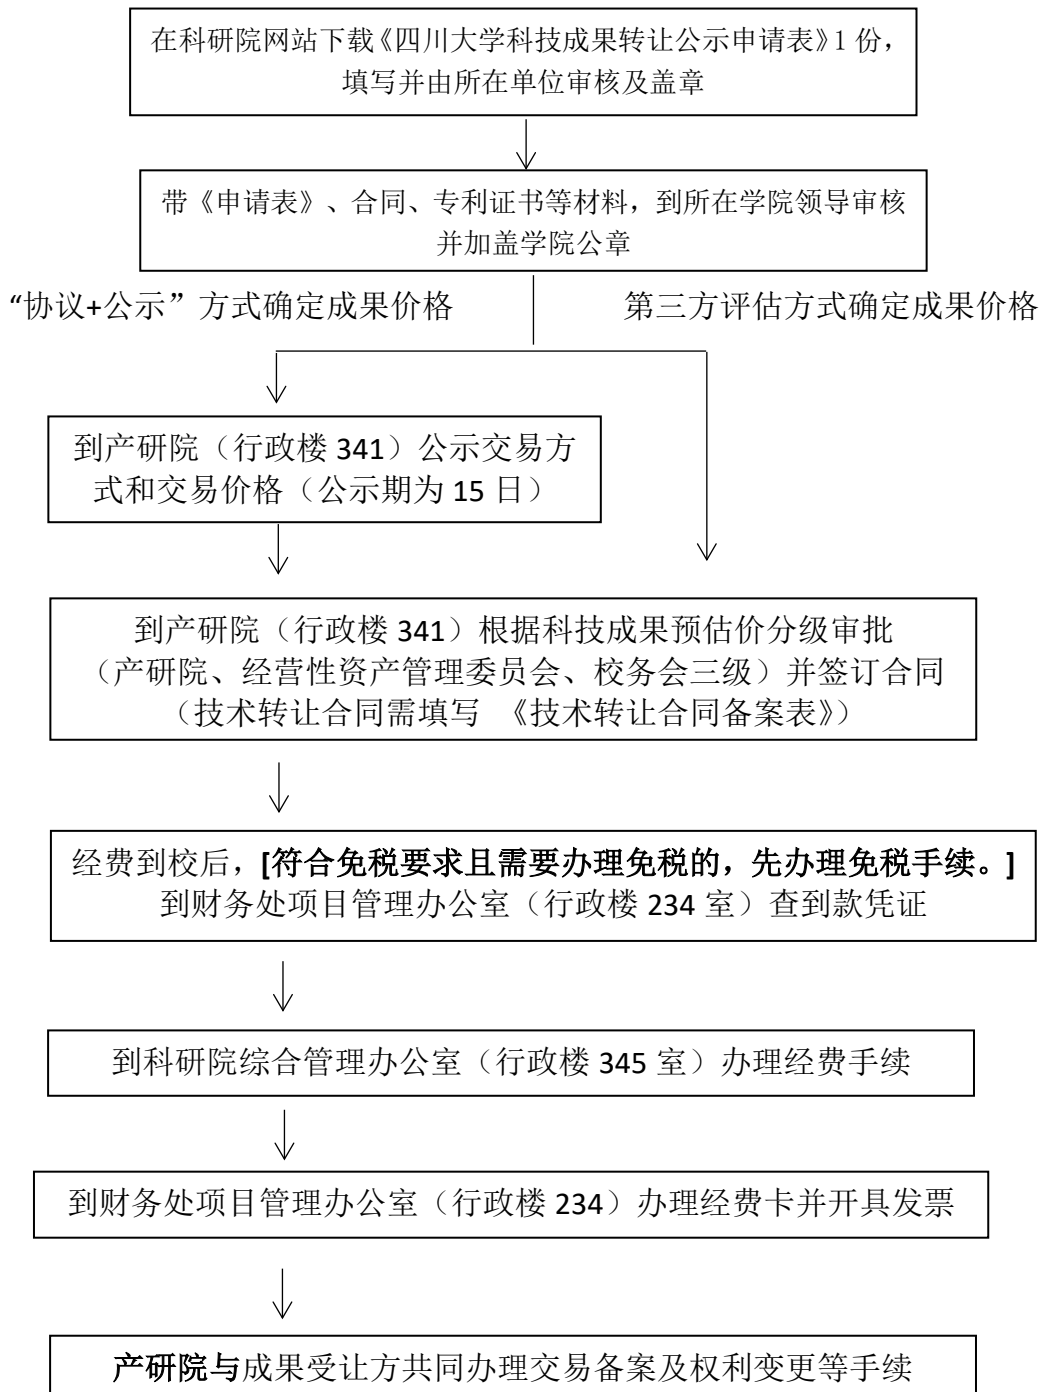 在科研院网站下载《四川大学科技成果转让公示申请表》1 份，
填写并由所在单位审核及盖章
带《申请表》、合同、专利证书等材料，到所在学院领导审核
并加盖学院公章
“协议+公示”方式确定成果价格
第三方评估方式确定成果价格
到产研院（行政楼 341）公示交易方
式和交易价格（公示期为 15 日）
到产研院（行政楼 341）根据科技成果预估价分级审批
（产研院、经营性资产管理委员会、校务会三级）并签订合同
（技术转让合同需填写 《技术转让合同备案表》）
经费到校后，[符合免税要求且需要办理免税的，先办理免税手续。]
到财务处项目管理办公室（行政楼 234 室）查到款凭证
到科研院综合管理办公室（行政楼 345 室）办理经费手续
到财务处项目管理办公室（行政楼 234）办理经费卡并开具发票
产研院与成果受让方共同办理交易备案及权利变更等手续